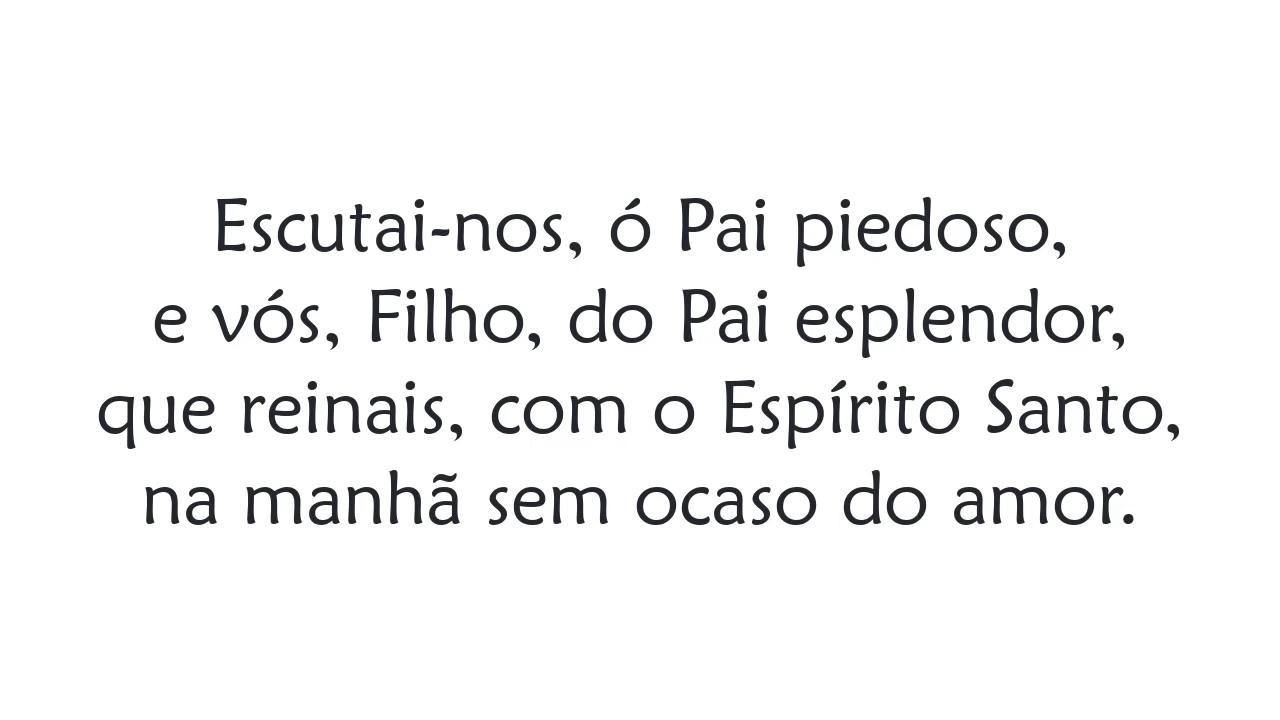 Escutai-nos, ó Pai piedoso,
e vós, Filho, do Pai esplendor,
que reinais, com o Espírito Santo,
na manhã sem ocaso do amor.